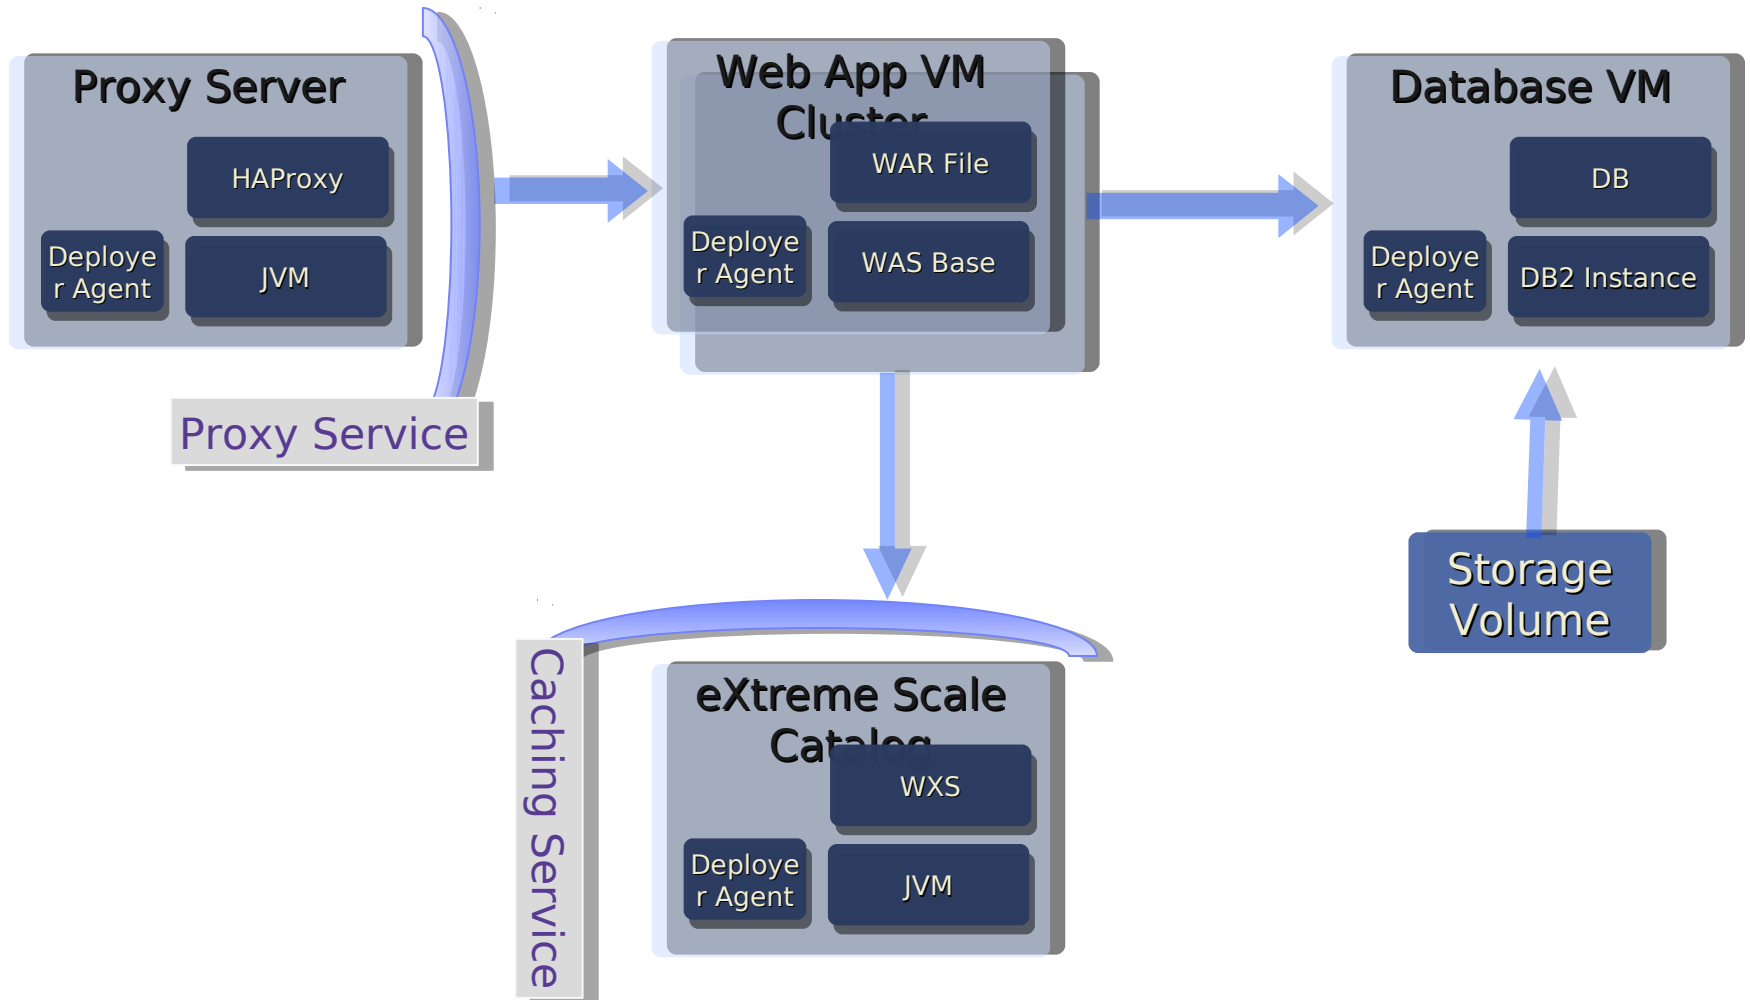 Proxy Server
HAProxy
Deploye
r Agent
JVM
Proxy Service
Web App VM
Cluster
WAR File
Deploye
r Agent
WAS Base
Database VM
DB
Deploye
r Agent
DB2 Instance
Storage
Volume
Caching Service
eXtreme Scale
Catalog
WXS
Deploye
r Agent
JVM